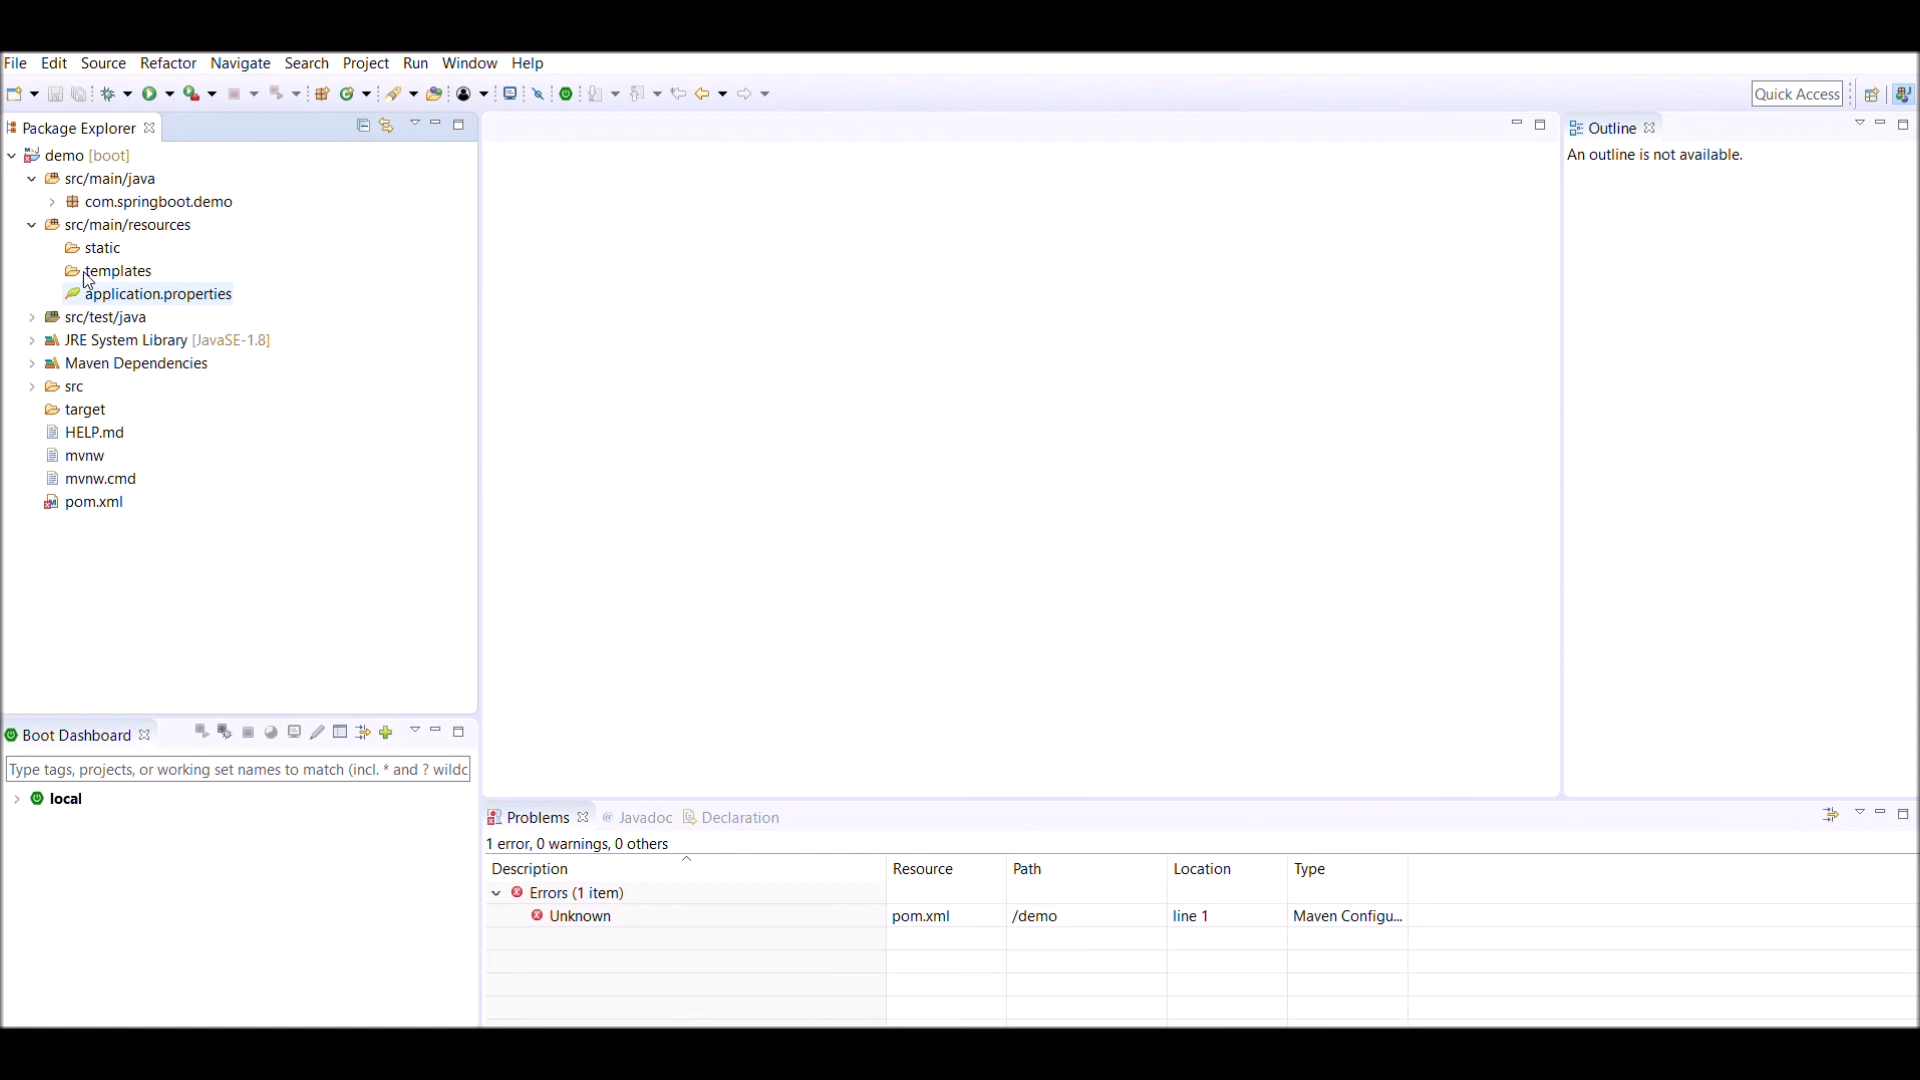 File Edit Source Refactor Navigate Search Project Run Window Help
Quick Access
Package Explorer
demo [boot]
src/main/java
com.springboot.demo
src/main/resources
static
templates
application.properties
src/test/java
JRE System Library [JavaSE-1.8]
Maven Dependencies
src
target
HELP.md
mvnw
mvnw.cmd
pom.xml
Outline
An outline is not available.
Boot Dashboard
Type tags, projects, or working set names to match (incl. * and ? wildc
local
Problems @ Javadoc Declaration
1 error, 0 warnings, 0 others
Description Resource Path Location Type
Errors (1 item)
Unknown pom.xml /demo line 1 Maven Configu...